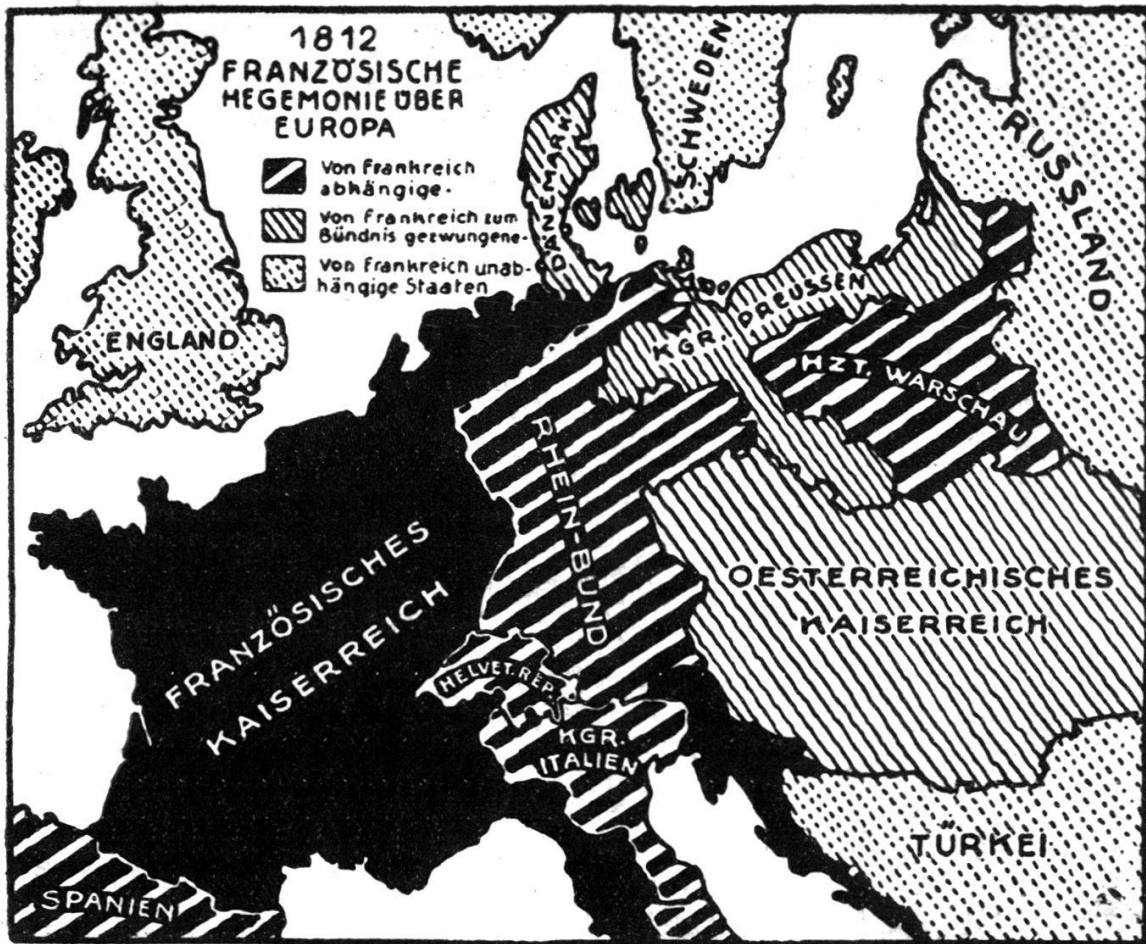 1812
FRANZÖSISCHE
HEGEMONIE ÜBER
EUROPA
Von Frankreich
abhängige-
Von Frankreich zum
Bündnis gezwungene-
Von Frankreich unab-
hängige Staaten
SCHWEDEN
RUSSLAND
DÄNEMARK
ENGLAND
KGR. PREUSSEN
HZT. WARSCHAU
RHEIN-BUND
FRANZÖSISCHES
KAISERREICH
OESTERREICHISCHES
KAISERREICH
HELVET. REP.
KGR.
ITALIEN
TÜRKEI
SPANIEN